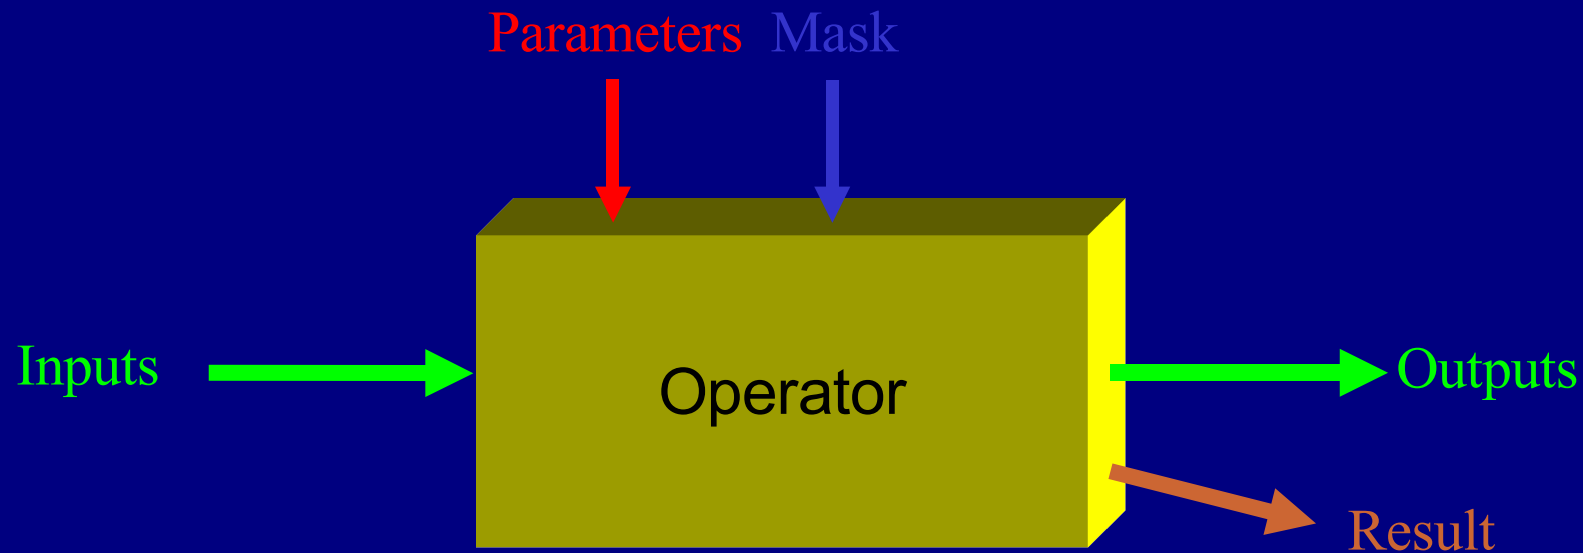 Parameters Mask
Inputs
Operator
Outputs
Result